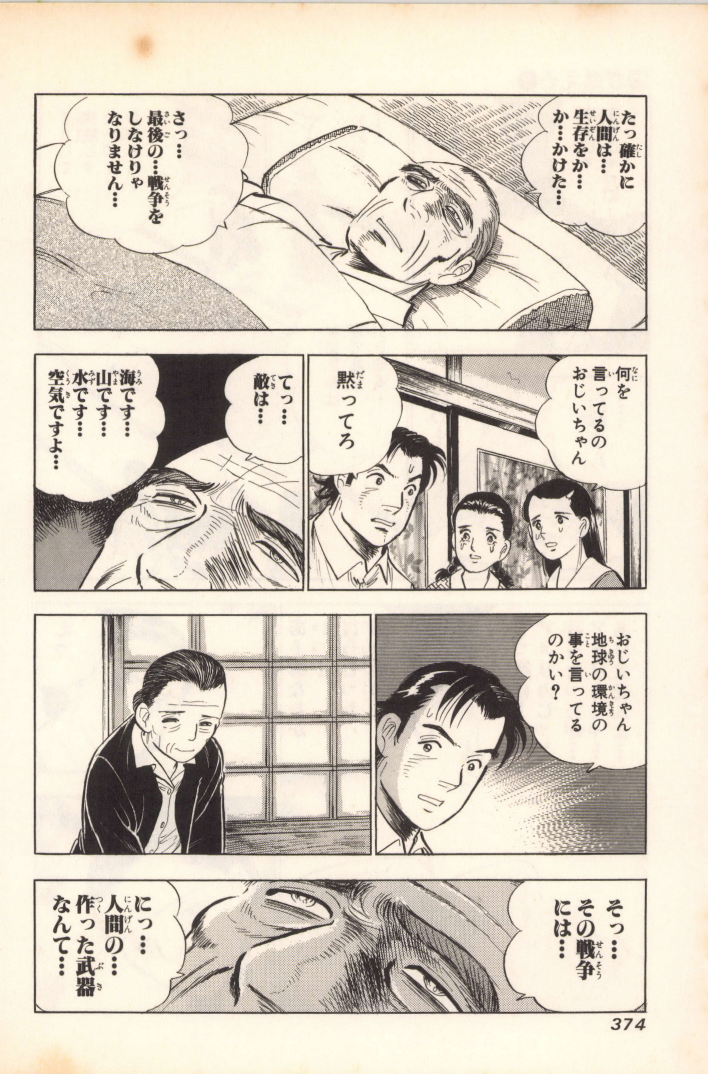 たっ確かに
人間は…
生存をか…
か…かけた…
さっ…
最後の…戦争を
しなけりゃ
なりません…
何を
言ってるの
おじいちゃん
黙ってろ
てっ…
敵は…
海です…
山です…
水です…
空気ですよ…
おじいちゃん
地球の環境の
事を言ってる
のかい？
そっ…
その戦争
には…
にっ…
人間の…
作った武器
なんて…
374